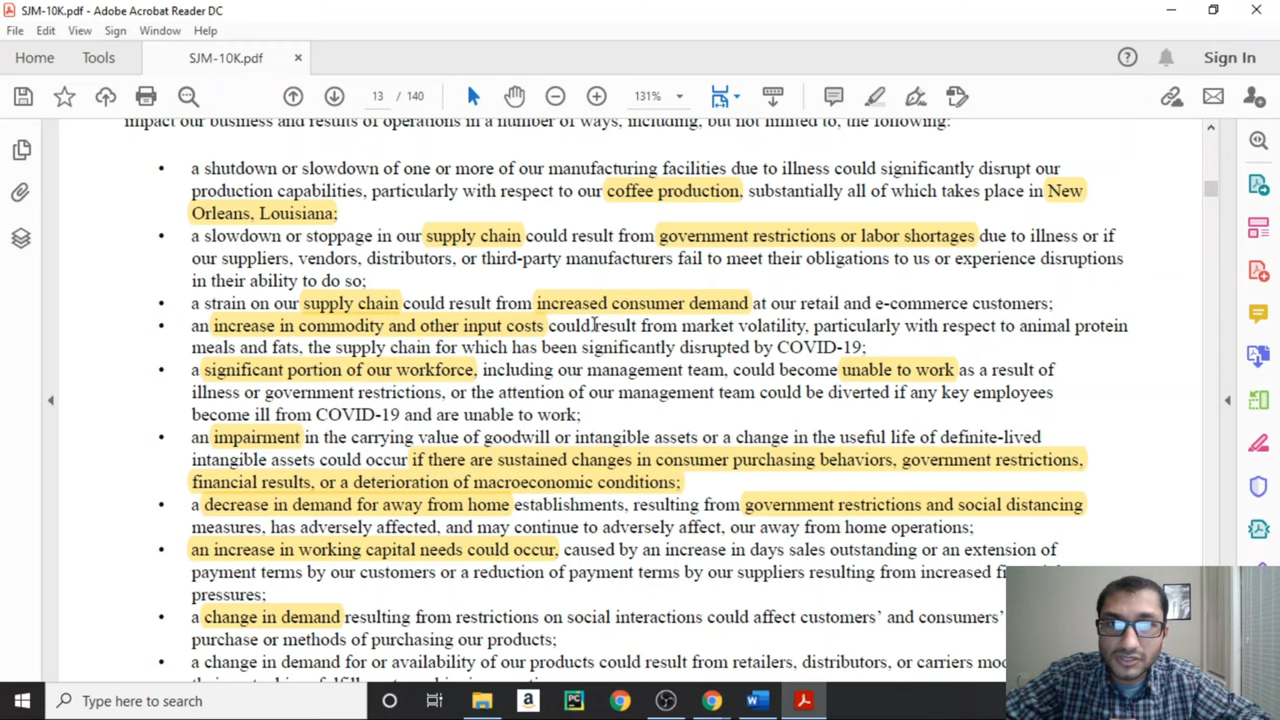 SJM-10K.pdf - Adobe Acrobat Reader DC
File Edit View Sign Window Help
Home Tools SJM-10K.pdf × Sign In
13 / 140 131%
impact our business and results of operations in a number of ways, including, but not limited to, the following:
• a shutdown or slowdown of one or more of our manufacturing facilities due to illness could significantly disrupt our
production capabilities, particularly with respect to our coffee production, substantially all of which takes place in New
Orleans, Louisiana;
• a slowdown or stoppage in our supply chain could result from government restrictions or labor shortages due to illness or if
our suppliers, vendors, distributors, or third-party manufacturers fail to meet their obligations to us or experience disruptions
in their ability to do so;
• a strain on our supply chain could result from increased consumer demand at our retail and e-commerce customers;
• an increase in commodity and other input costs could result from market volatility, particularly with respect to animal protein
meals and fats, the supply chain for which has been significantly disrupted by COVID-19;
• a significant portion of our workforce, including our management team, could become unable to work as a result of
illness or government restrictions, or the attention of our management team could be diverted if any key employees
become ill from COVID-19 and are unable to work;
• an impairment in the carrying value of goodwill or intangible assets or a change in the useful life of definite-lived
intangible assets could occur if there are sustained changes in consumer purchasing behaviors, government restrictions,
financial results, or a deterioration of macroeconomic conditions;
• a decrease in demand for away from home establishments, resulting from government restrictions and social distancing
measures, has adversely affected, and may continue to adversely affect, our away from home operations;
• an increase in working capital needs could occur, caused by an increase in days sales outstanding or an extension of
payment terms by our customers or a reduction of payment terms by our suppliers resulting from increased
pressures;
• a change in demand resulting from restrictions on social interactions could affect customers' and consumers'
purchase or methods of purchasing our products;
• a change in demand for or availability of our products could result from retailers, distributors, or carriers
Type here to search